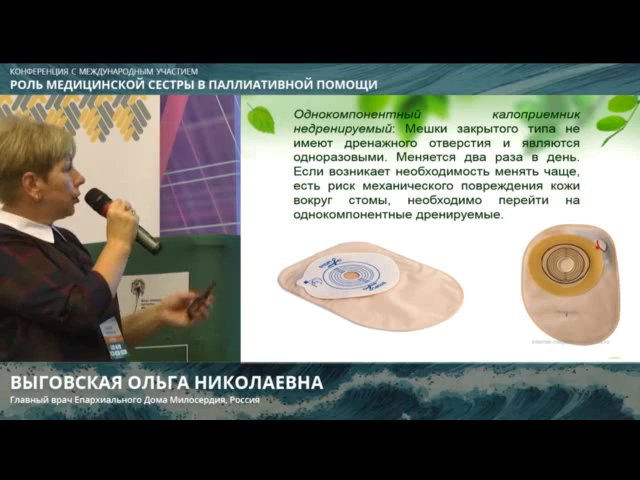 КОНФЕРЕНЦИЯ С МЕЖДУНАРОДНЫМ УЧАСТИЕМ
РОЛЬ МЕДИЦИНСКОЙ СЕСТРЫ В ПАЛЛИАТИВНОЙ ПОМОЩИ
Однокомпонентный калоприемник
недренируемый: Мешки закрытого типа не
имеют дренажного отверстия и являются
одноразовыми. Меняется два раза в день.
Если возникает необходимость менять чаще,
есть риск механического повреждения кожи
вокруг стомы, необходимо перейти на
однокомпонентные дренируемые.
ВЫГОВСКАЯ ОЛЬГА НИКОЛАЕВНА
Главный врач Епархиального Дома Милосердия, Россия